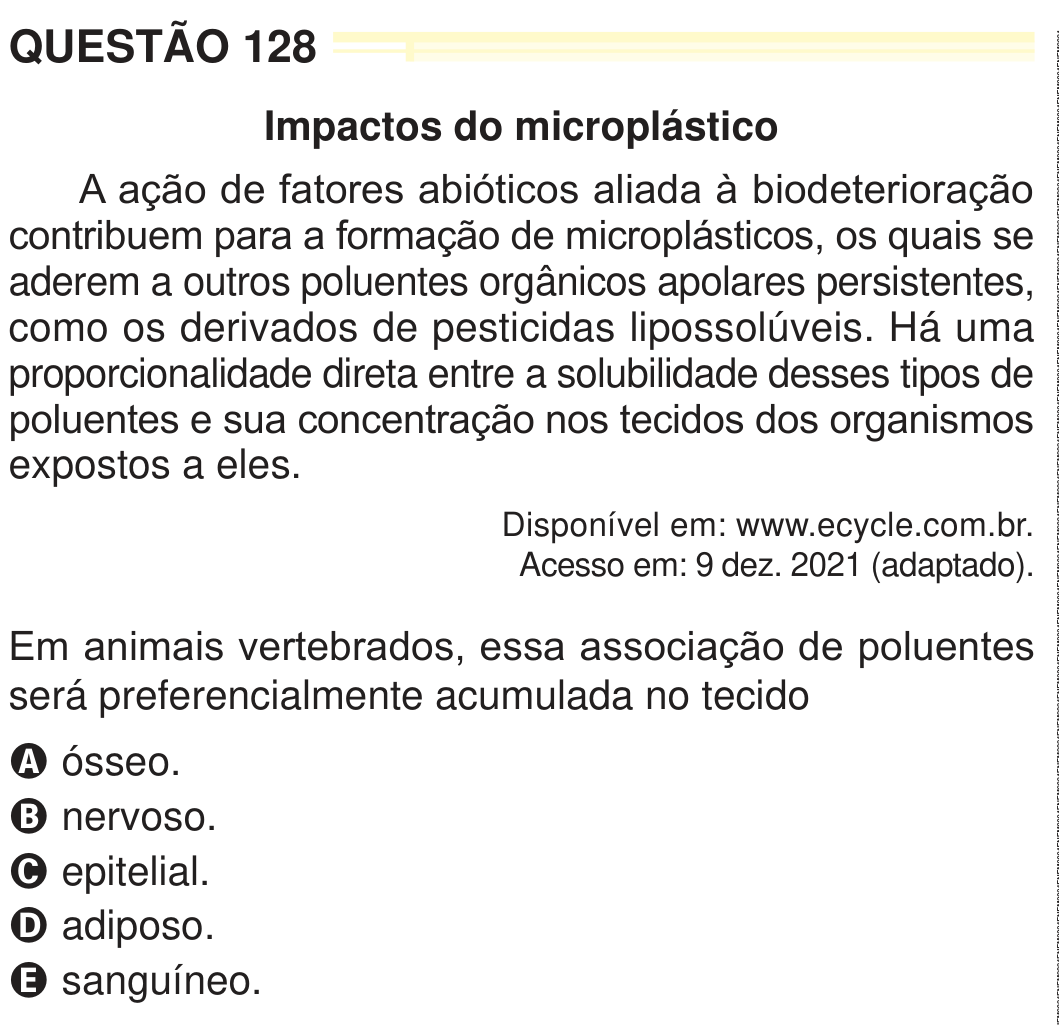 QUESTÃO 128
Impactos do microplástico
A ação de fatores abióticos aliada à biodeterioração
contribuem para a formação de microplásticos, os quais se
aderem a outros poluentes orgânicos apolares persistentes,
como os derivados de pesticidas lipossolúveis. Há uma
proporcionalidade direta entre a solubilidade desses tipos de
poluentes e sua concentração nos tecidos dos organismos
expostos a eles.
Disponível em: www.ecycle.com.br.
Acesso em: 9 dez. 2021 (adaptado).
Em animais vertebrados, essa associação de poluentes
será preferencialmente acumulada no tecido
A ósseo.
B nervoso.
C epitelial.
D adiposo.
E sanguíneo.